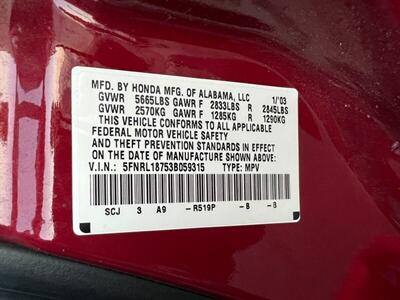 MFD. BY HONDA MFG. OF ALABAMA, LLC 1/'03
GVWR 5665LBS GAWR F 2833LBS R 2845LBS
GVWR 2570KG GAWR F 1285KG R 1290KG
THIS VEHICLE CONFORMS TO ALL APPLICABLE
FEDERAL MOTOR VEHICLE SAFETY
AND THEFT PREVENTION STANDARDS IN EFFECT
ON THE DATE OF MANUFACTURE SHOWN ABOVE.
V.I.N.: 5FNRL18753B059315 TYPE: MPV
SCJ 3 A9 -R519P -B -B